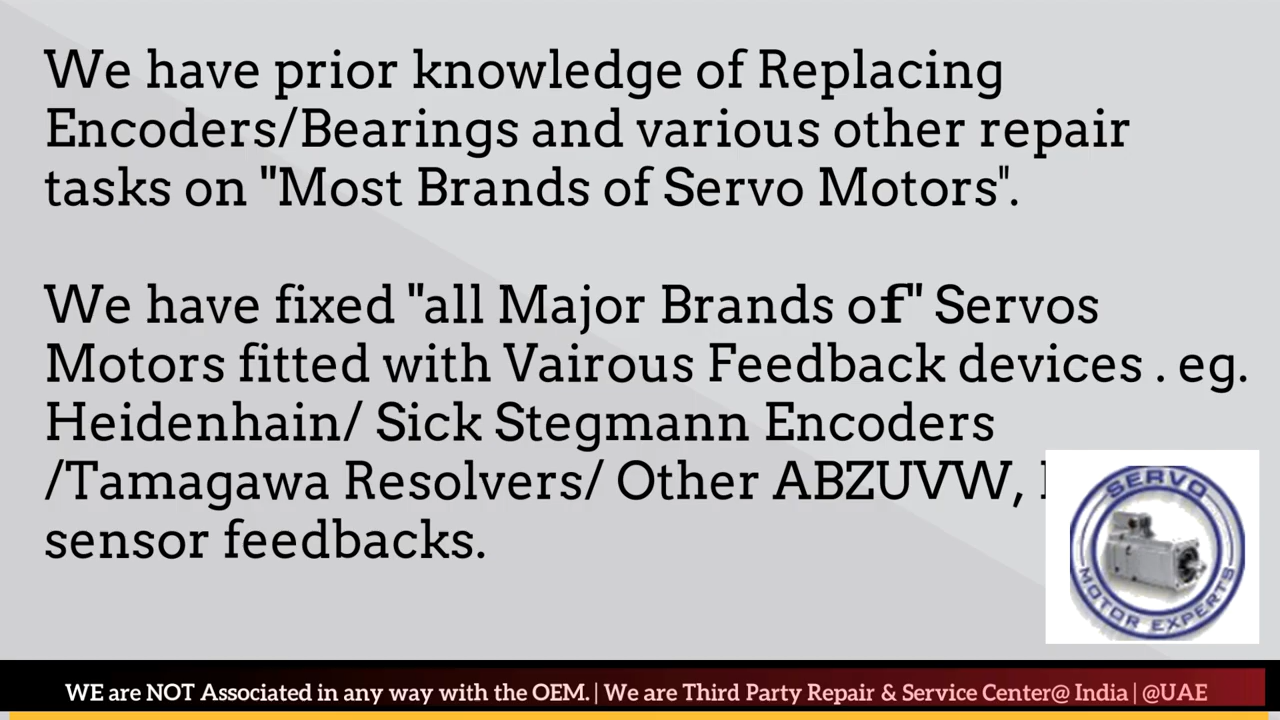 We have prior knowledge of Replacing
Encoders/Bearings and various other repair
tasks on "Most Brands of Servo Motors".
We have fixed "all Major Brands of" Servos
Motors fitted with Vairous Feedback devices . eg.
Heidenhain/ Sick Stegmann Encoders
/Tamagawa Resolvers/ Other ABZUVW,
sensor feedbacks.
SERVO
MOTOR EXPERTS
WE are NOT Associated in any way with the OEM. | We are Third Party Repair & Service Center@ India | @UAE